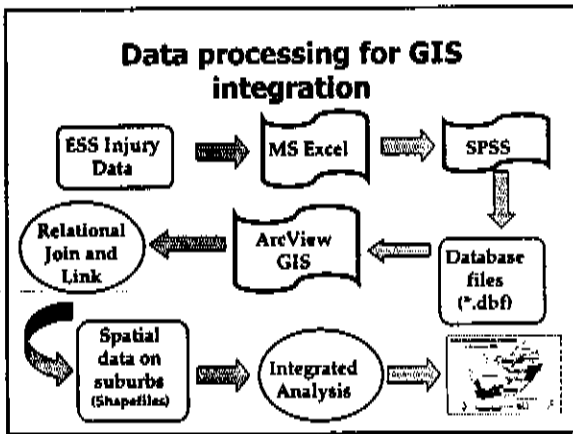 Data processing for GIS
integration
ESS Injury
Data
MS Excel
SPSS
Relational
Join and
Link
ArcView
GIS
Database
files
(*.dbf)
Spatial
data on
suburbs
(Shapefiles)
Integrated
Analysis